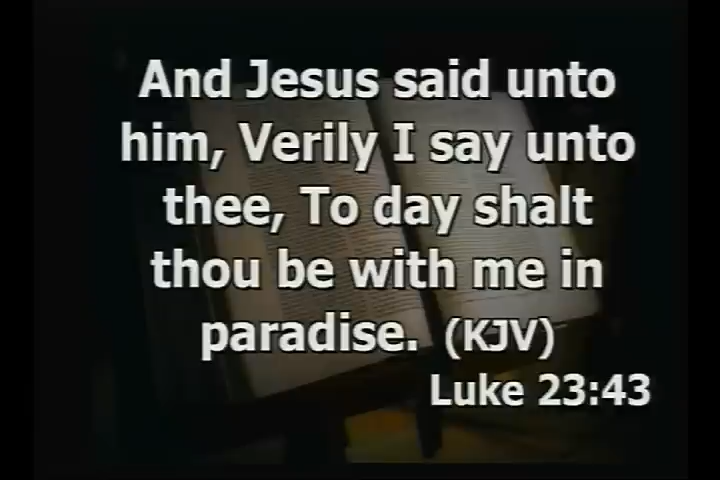 And Jesus said unto
him, Verily I say unto
thee, To day shalt
thou be with me in
paradise. (KJV)
Luke 23:43